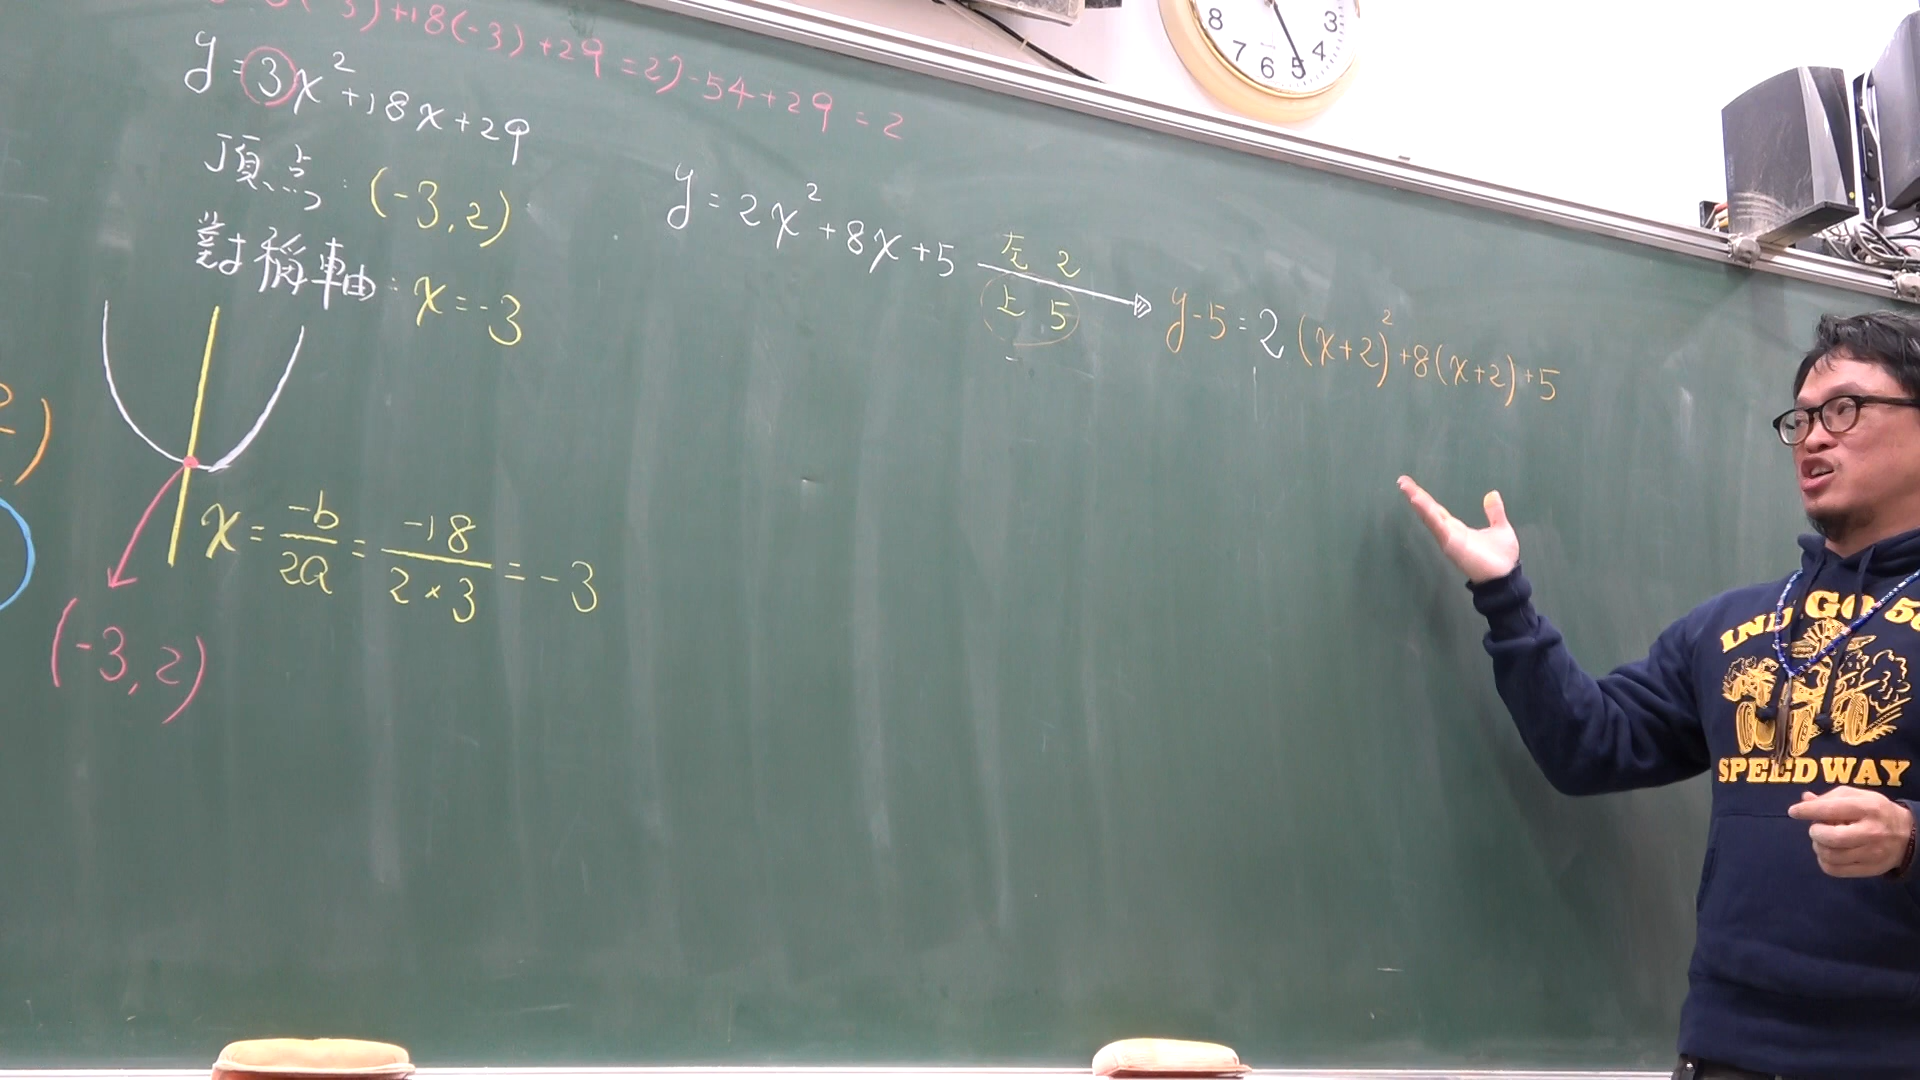 3)+18(-3)+29=27-54+29=2
y=3x²+18x+29
頂点:(-3,2)
對稱軸:x=-3
x=-b/2a=-18/2×3=-3
(-3,2)
y=2x²+8x+5
左 2
上 5
y-5=2(x+2)²+8(x+2)+5
8 7 6 5 4 3
SPEEDWAY